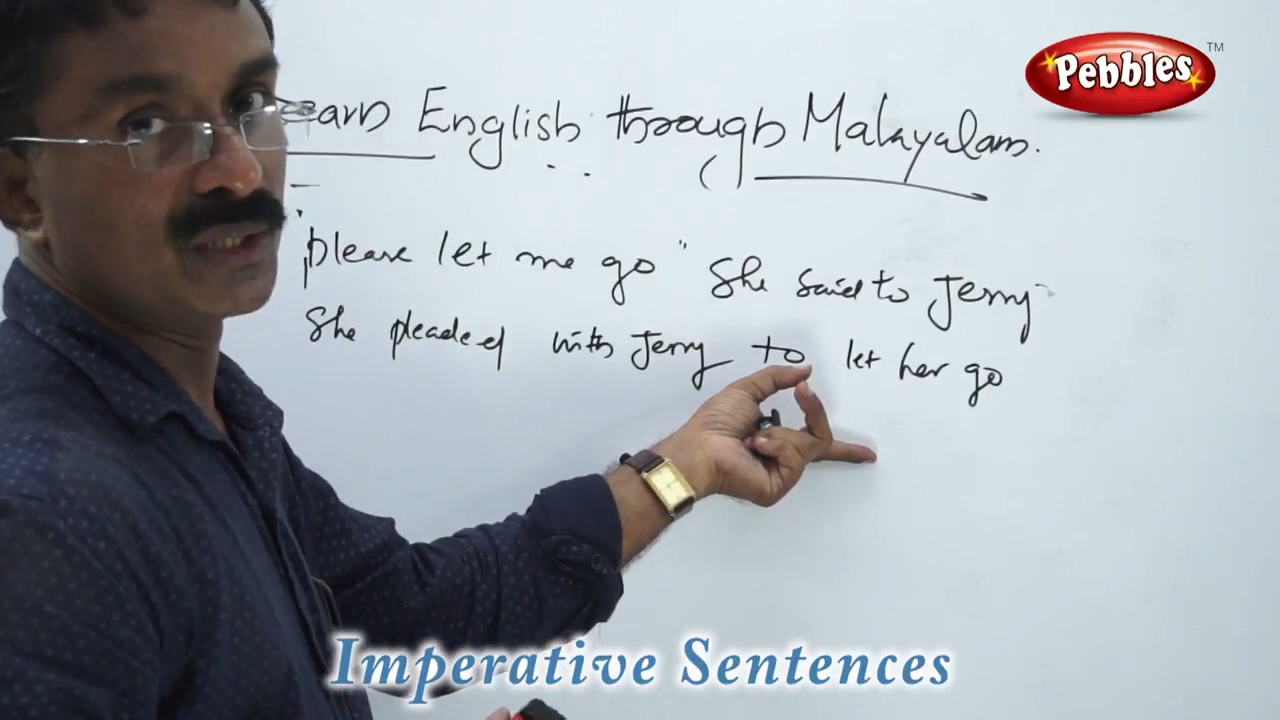 Pebbles™
Learn English through Malayalam.
"Please let me go" She said to Jerry
She pleaded with Jerry to let her go
Imperative Sentences